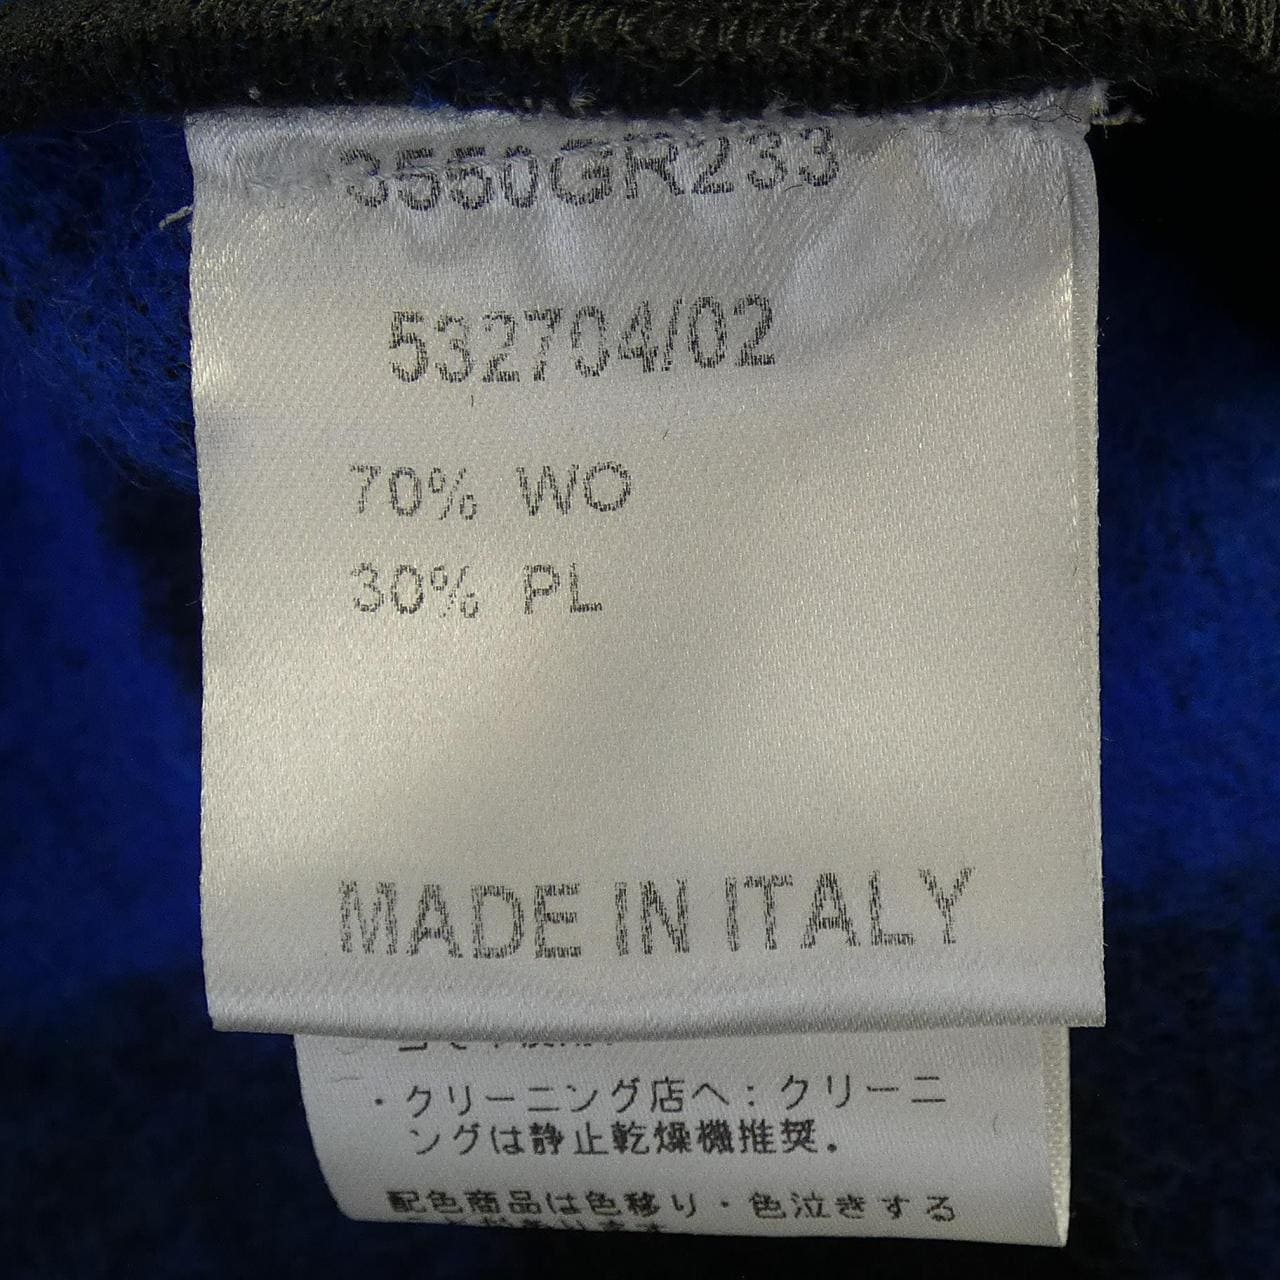 3550GR233
532704/02
70% WO
30% PL
MADE IN ITALY
・クリーニング店へ：クリーニ
ングは静止乾燥機推奨.
配色商品は色移り・色泣きする